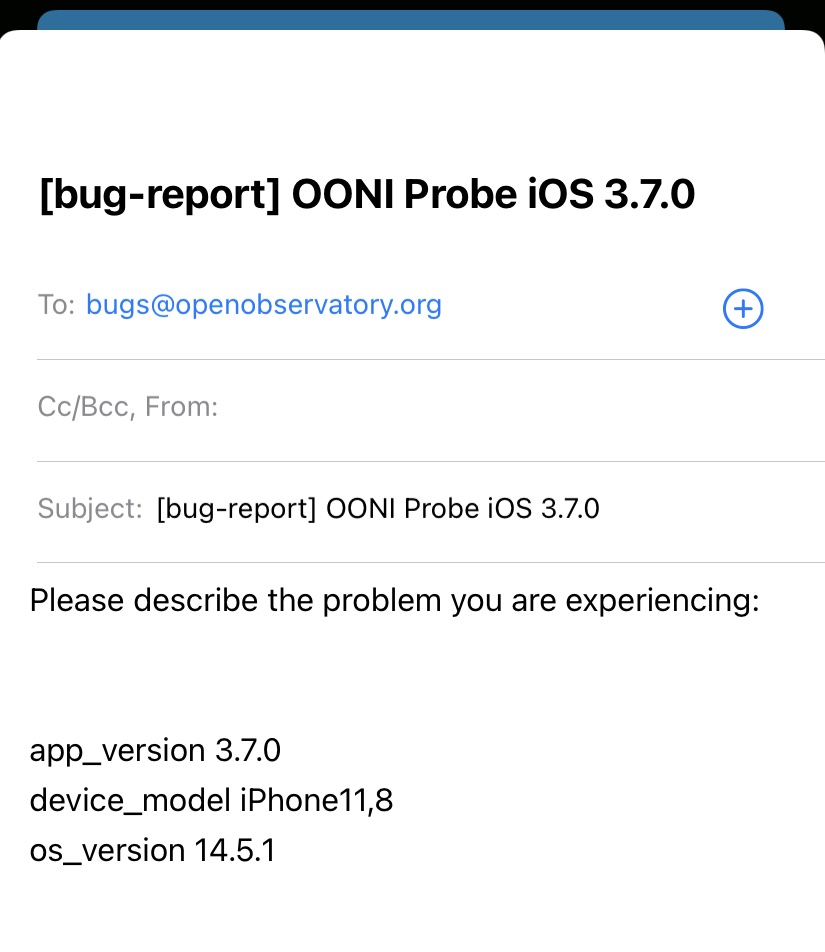 [bug-report] OONI Probe iOS 3.7.0
To: bugs@openobservatory.org
Cc/Bcc, From:
Subject: [bug-report] OONI Probe iOS 3.7.0
Please describe the problem you are experiencing:
app_version 3.7.0
device_model iPhone11,8
os_version 14.5.1